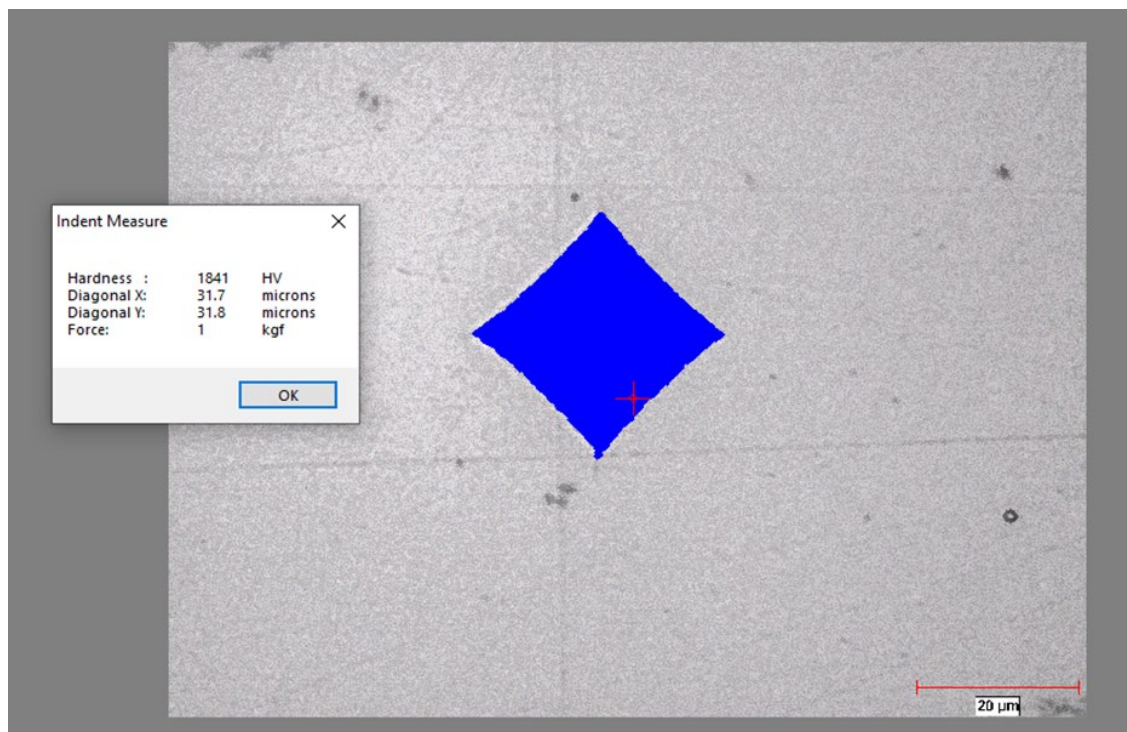 Indent Measure
Hardness : 1841 HV
Diagonal X: 31.7 microns
Diagonal Y: 31.8 microns
Force: 1 kgf
OK
20 µm